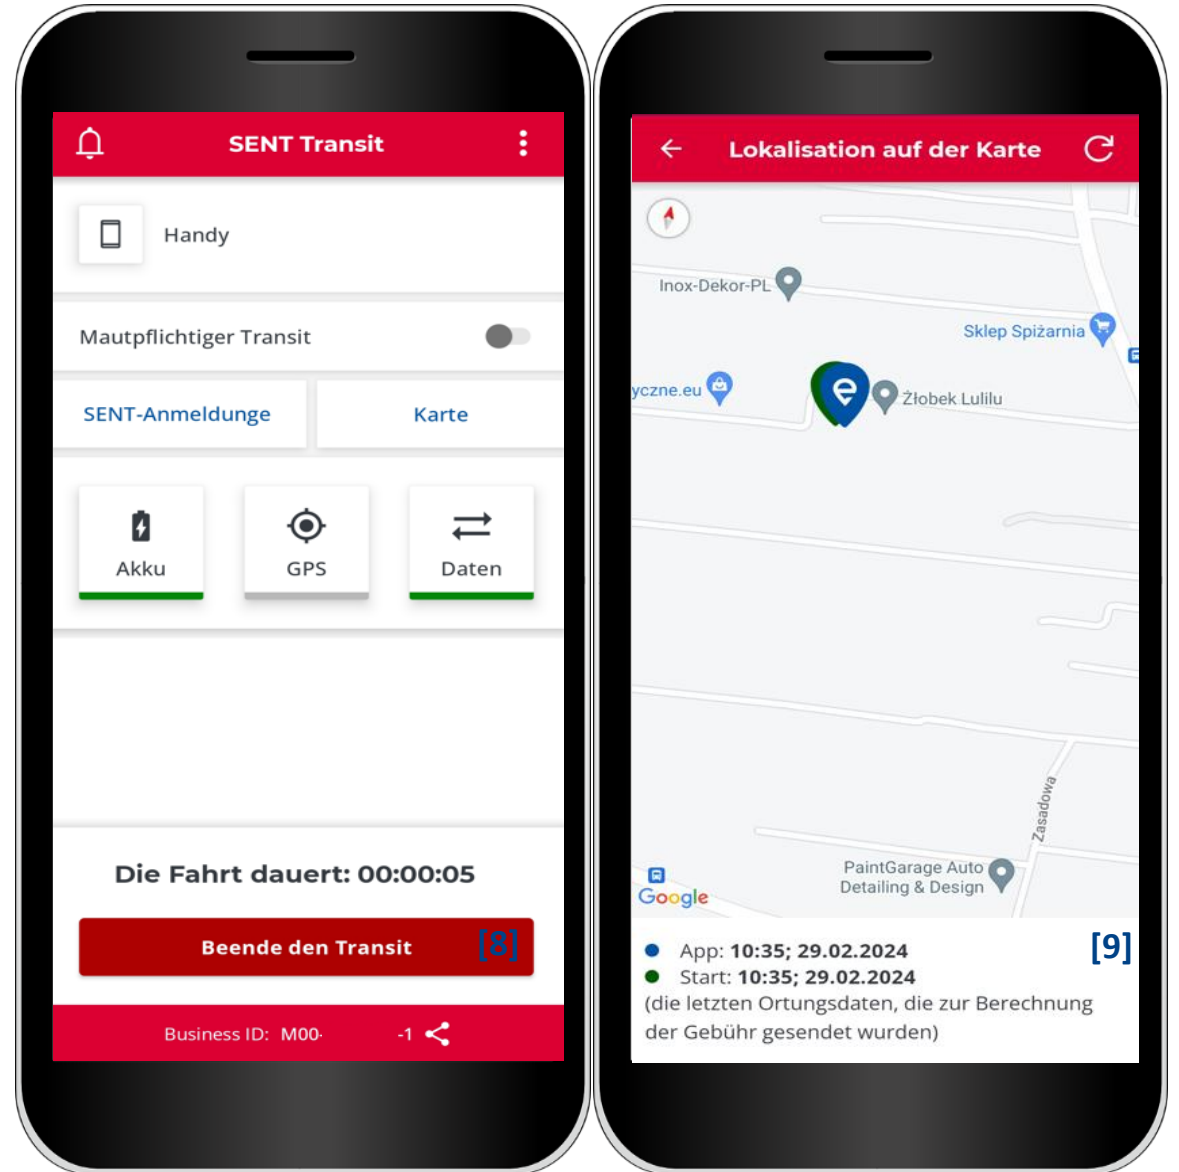 SENT Transit
Handy
Mautpflichtiger Transit
SENT-Anmeldunge
Karte
Akku
GPS
Daten
Die Fahrt dauert: 00:00:05
Beende den Transit [8]
Business ID: M00- -1
Lokalisation auf der Karte
Inox-Dekor-PL
Sklep Spiżarnia
yczne.eu
Żłobek Lulilu
Zasadowa
PaintGarage Auto
Detailing & Design
Google
App: 10:35; 29.02.2024 [9]
Start: 10:35; 29.02.2024
(die letzten Ortungsdaten, die zur Berechnung
der Gebühr gesendet wurden)